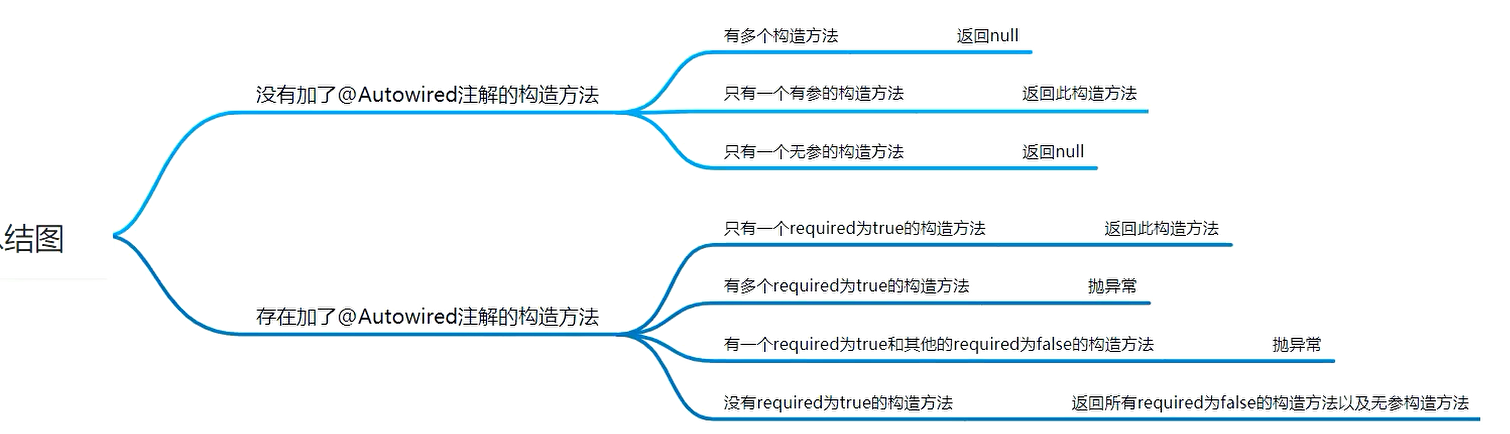 结图
没有加了@Autowired注解的构造方法
有多个构造方法 返回null
只有一个有参的构造方法 返回此构造方法
只有一个无参的构造方法 返回null
存在加了@Autowired注解的构造方法
只有一个required为true的构造方法 返回此构造方法
有多个required为true的构造方法 抛异常
有一个required为true和其他的required为false的构造方法 抛异常
没有required为true的构造方法 返回所有required为false的构造方法以及无参构造方法